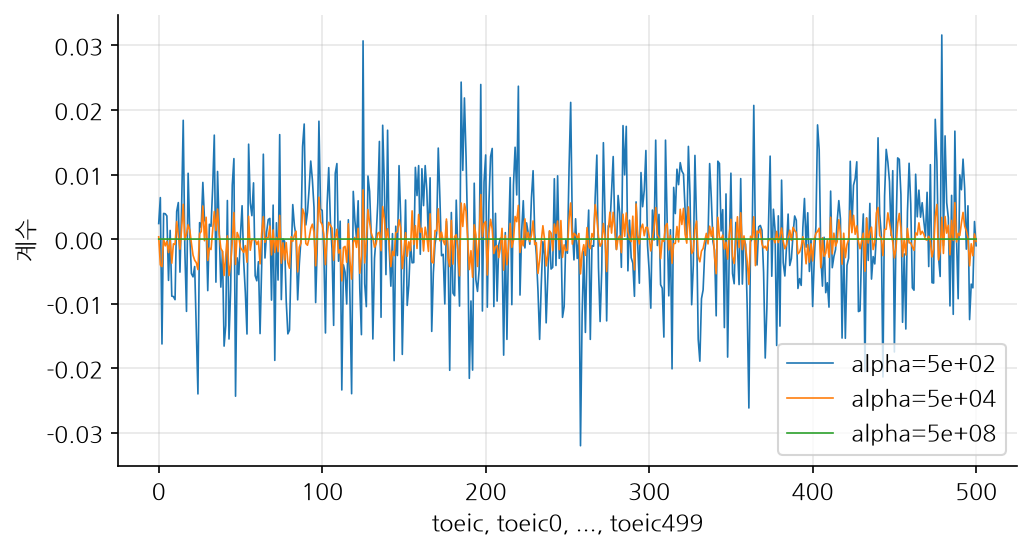 0.03
0.02
0.01
0.00
-0.01
-0.02
-0.03
계수
0 100 200 300 400 500
toeic, toeic0, ..., toeic499
alpha=5e+02
alpha=5e+04
alpha=5e+08